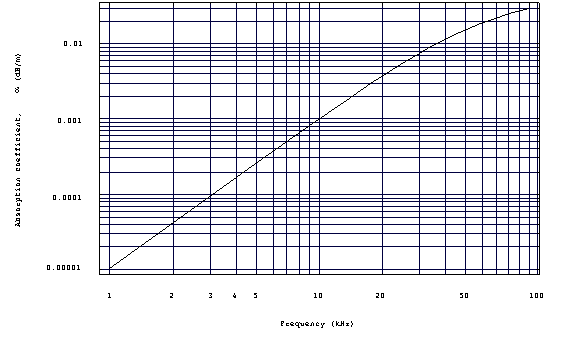 0.01
0.001
0.0001
0.00001
Absorption coefficient, α (dB/m)
1 2 3 4 5 10 20 50 100
Frequency (kHz)